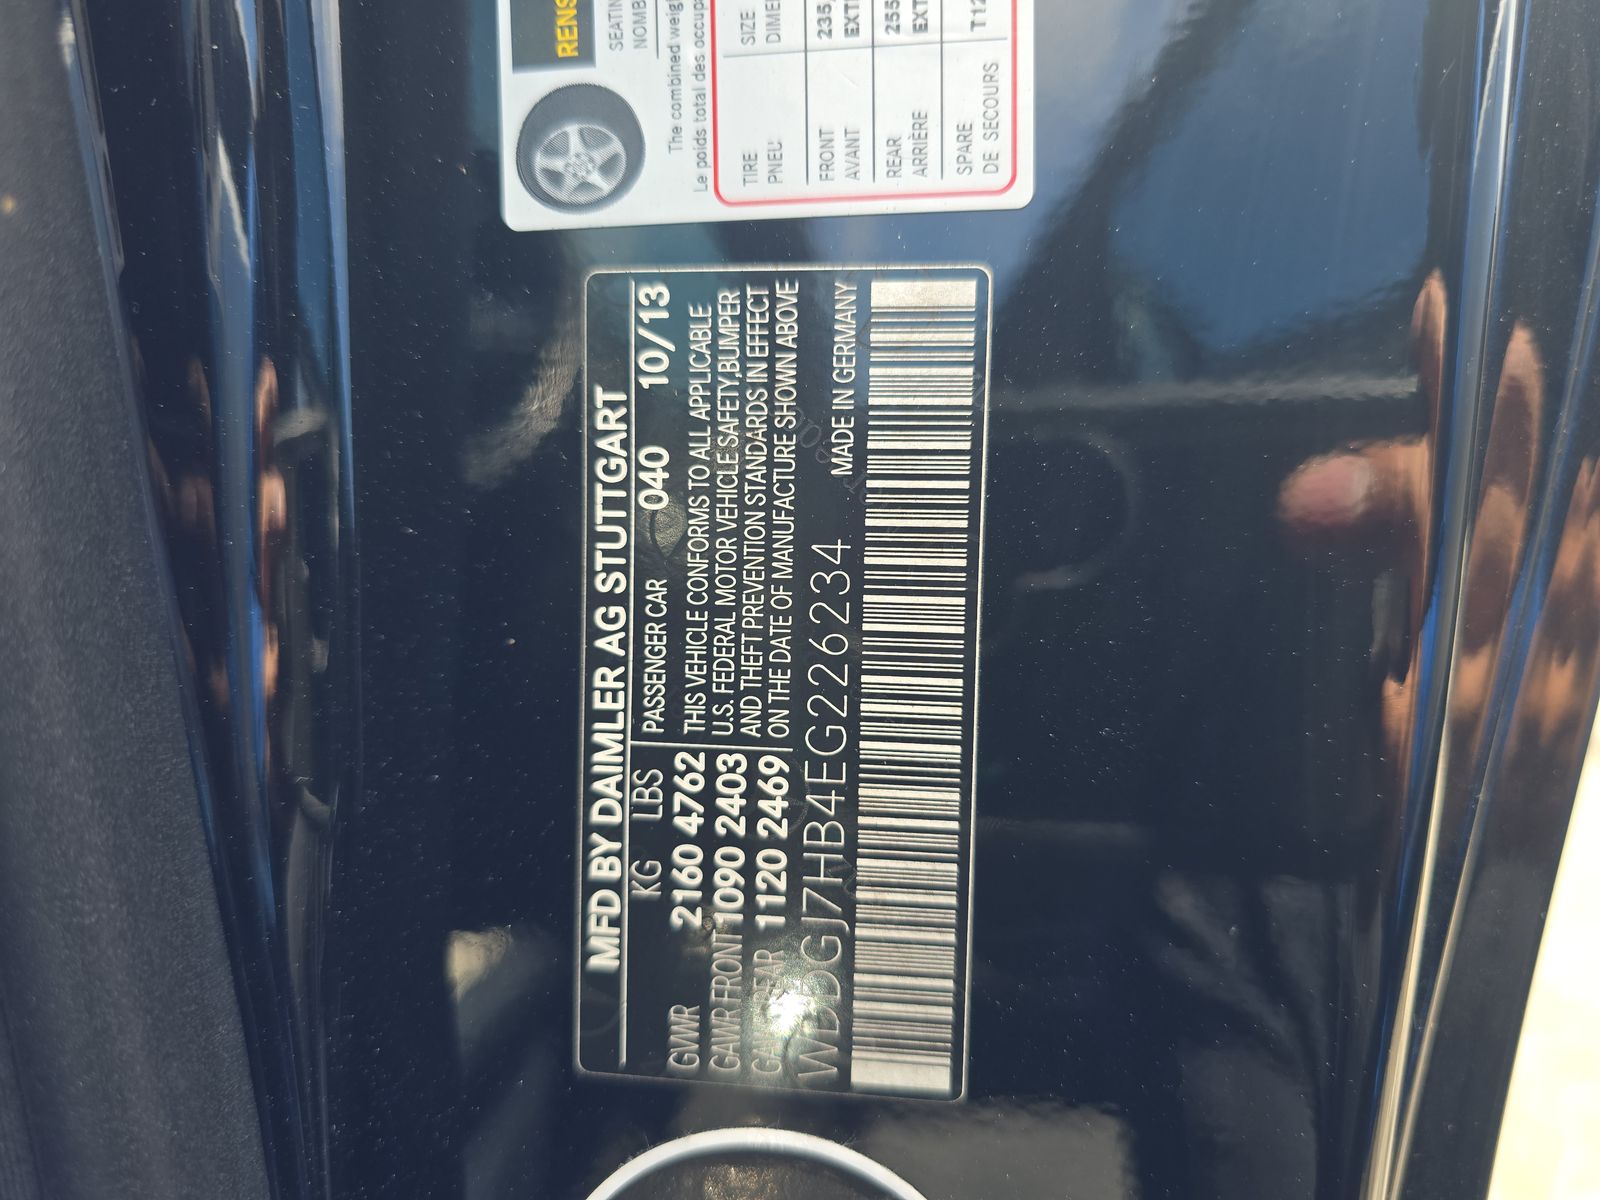 MFD BY DAIMLER AG STUTTGART
KG LBS PASSENGER CAR 040 10/13
GVWR 2160 4762 THIS VEHICLE CONFORMS TO ALL APPLICABLE
GAWR FRONT 1090 2403 U.S. FEDERAL MOTOR VEHICLE SAFETY,BUMPER
GAWR REAR 1120 2469 AND THEFT PREVENTION STANDARDS IN EFFECT
ON THE DATE OF MANUFACTURE SHOWN ABOVE
WDDGJ7HB4EG226234 MADE IN GERMANY
RENS
SEATIN
NOMB
The combined weig
Le poids total des occup
TIRE SIZE
PNEU DIMEN
FRONT 235
AVANT EXT
REAR 255
ARRIÈRE EXT
SPARE T12
DE SECOURS